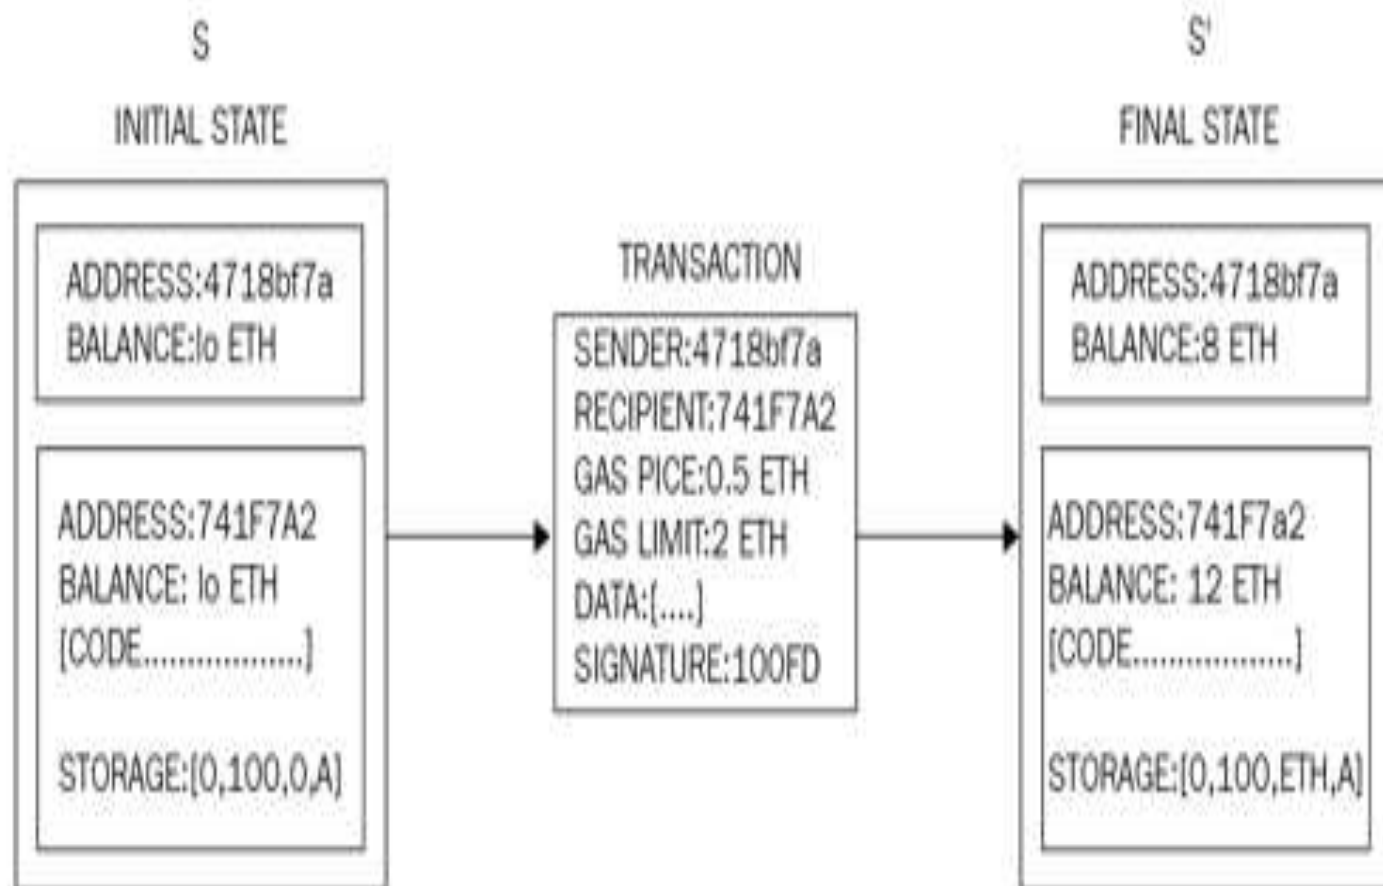 S
INITIAL STATE
ADDRESS:4718bf7a
BALANCE:lo ETH
ADDRESS:741F7A2
BALANCE: lo ETH
[CODE...................]
STORAGE:[0,100,0,A]
TRANSACTION
SENDER:4718bf7a
RECIPIENT:741F7A2
GAS PICE:0.5 ETH
GAS LIMIT:2 ETH
DATA:[....]
SIGNATURE:100FD
S'
FINAL STATE
ADDRESS:4718bf7a
BALANCE:8 ETH
ADDRESS:741F7a2
BALANCE: 12 ETH
[CODE...................]
STORAGE:[0,100,ETH,A]